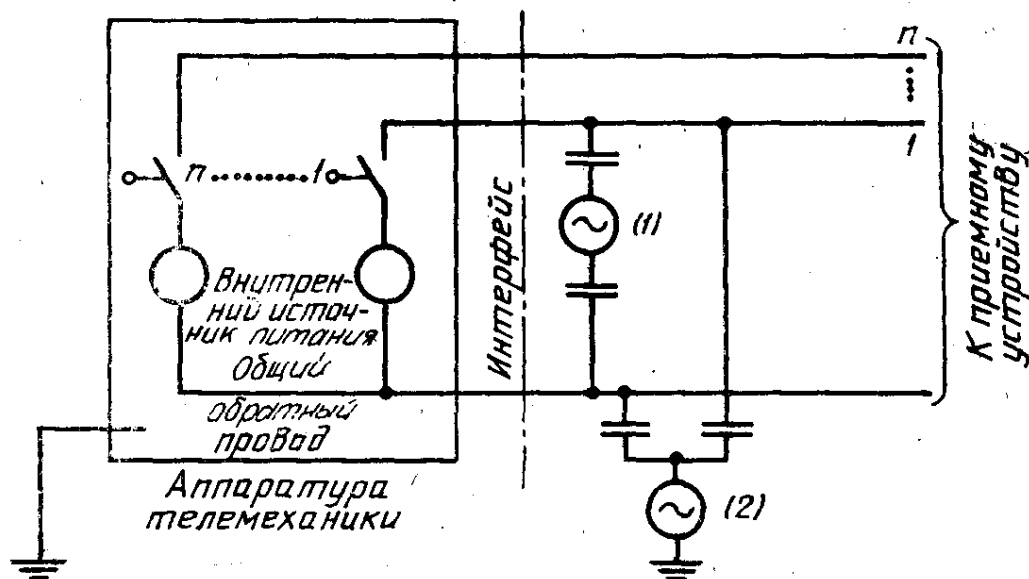 n
1
n ......... 1
(1)
Внутрен-
ний источ-
ник питания
Общий
обратный
провод
Аппаратура
телемеханики
Интерфейс
(2)
К приемному
устройству